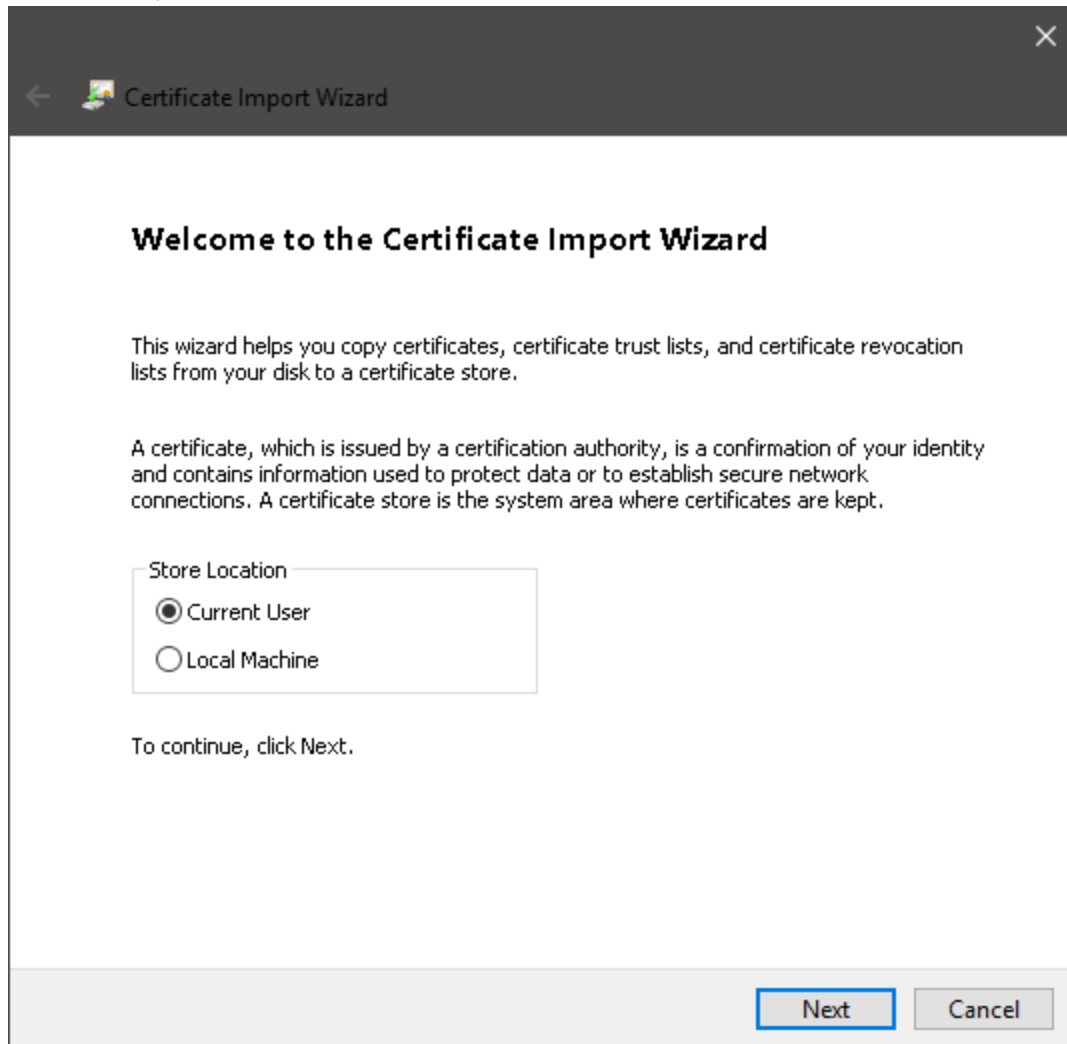 Certificate Import Wizard
Welcome to the Certificate Import Wizard
This wizard helps you copy certificates, certificate trust lists, and certificate revocation
lists from your disk to a certificate store.
A certificate, which is issued by a certification authority, is a confirmation of your identity
and contains information used to protect data or to establish secure network
connections. A certificate store is the system area where certificates are kept.
Store Location
Current User
Local Machine
To continue, click Next.
Next Cancel